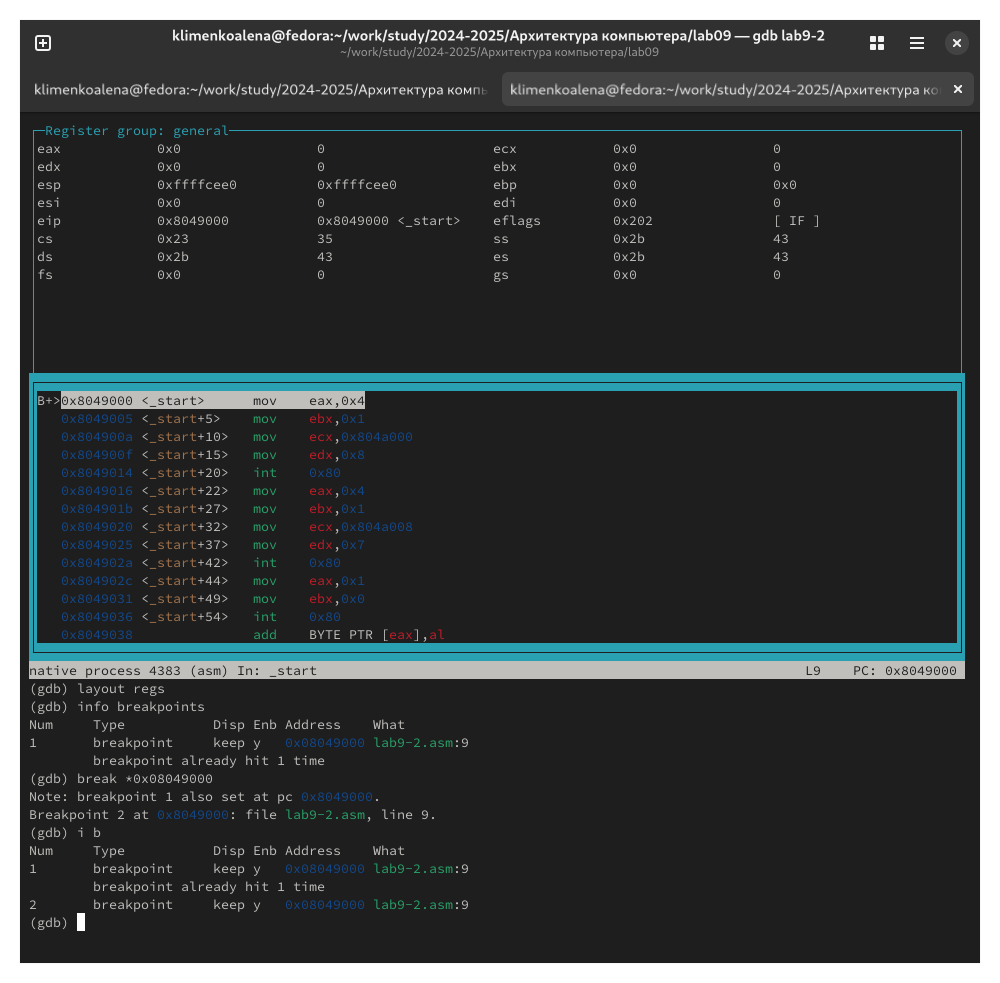 klimenkoalena@fedora:~/work/study/2024-2025/Архитектура компьютера/lab09 — gdb lab9-2
~/work/study/2024-2025/Архитектура компьютера/lab09
klimenkoalena@fedora:~/work/study/2024-2025/Архитектура компь klimenkoalena@fedora:~/work/study/2024-2025/Архитектура ко
Register group: general
eax 0x0 0 ecx 0x0 0
edx 0x0 0 ebx 0x0 0
esp 0xffffcee0 0xffffcee0 ebp 0x0 0x0
esi 0x0 0 edi 0x0 0
eip 0x8049000 0x8049000 <_start> eflags 0x202 [ IF ]
cs 0x23 35 ss 0x2b 43
ds 0x2b 43 es 0x2b 43
fs 0x0 0 gs 0x0 0
B+>0x8049000 <_start> mov eax,0x4
0x8049005 <_start+5> mov ebx,0x1
0x804900a <_start+10> mov ecx,0x804a000
0x804900f <_start+15> mov edx,0x8
0x8049014 <_start+20> int 0x80
0x8049016 <_start+22> mov eax,0x4
0x804901b <_start+27> mov ebx,0x1
0x8049020 <_start+32> mov ecx,0x804a008
0x8049025 <_start+37> mov edx,0x7
0x804902a <_start+42> int 0x80
0x804902c <_start+44> mov eax,0x1
0x8049031 <_start+49> mov ebx,0x0
0x8049036 <_start+54> int 0x80
0x8049038 add BYTE PTR [eax],al
native process 4383 (asm) In: _start L9 PC: 0x8049000
(gdb) layout regs
(gdb) info breakpoints
Num Type Disp Enb Address What
1 breakpoint keep y 0x08049000 lab9-2.asm:9
breakpoint already hit 1 time
(gdb) break *0x08049000
Note: breakpoint 1 also set at pc 0x8049000.
Breakpoint 2 at 0x8049000: file lab9-2.asm, line 9.
(gdb) i b
Num Type Disp Enb Address What
1 breakpoint keep y 0x08049000 lab9-2.asm:9
breakpoint already hit 1 time
2 breakpoint keep y 0x08049000 lab9-2.asm:9
(gdb)